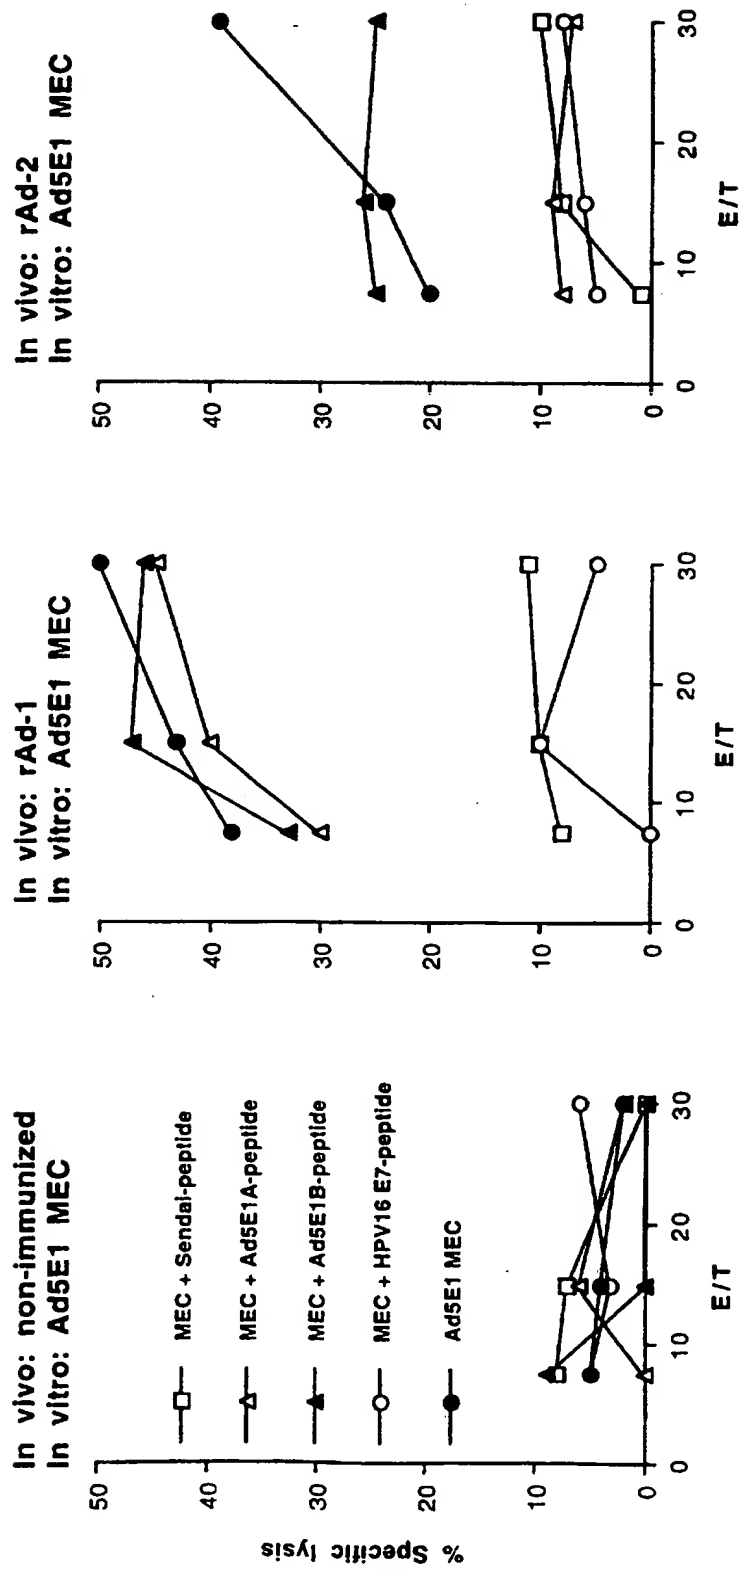 In vivo: non-immunized
In vitro: Ad5E1 MEC
50
40
30
20
10
0
% Specific lysis
MEC + Sendai-peptide
MEC + Ad5E1A-peptide
MEC + Ad5E1B-peptide
MEC + HPV16 E7-peptide
Ad5E1 MEC
0
10
20
30
E/T
In vivo: rAd-1
In vitro: Ad5E1 MEC
50
40
30
20
10
0
0
10
20
30
E/T
In vivo: rAd-2
In vitro: Ad5E1 MEC
50
40
30
20
10
0
0
10
20
30
E/T